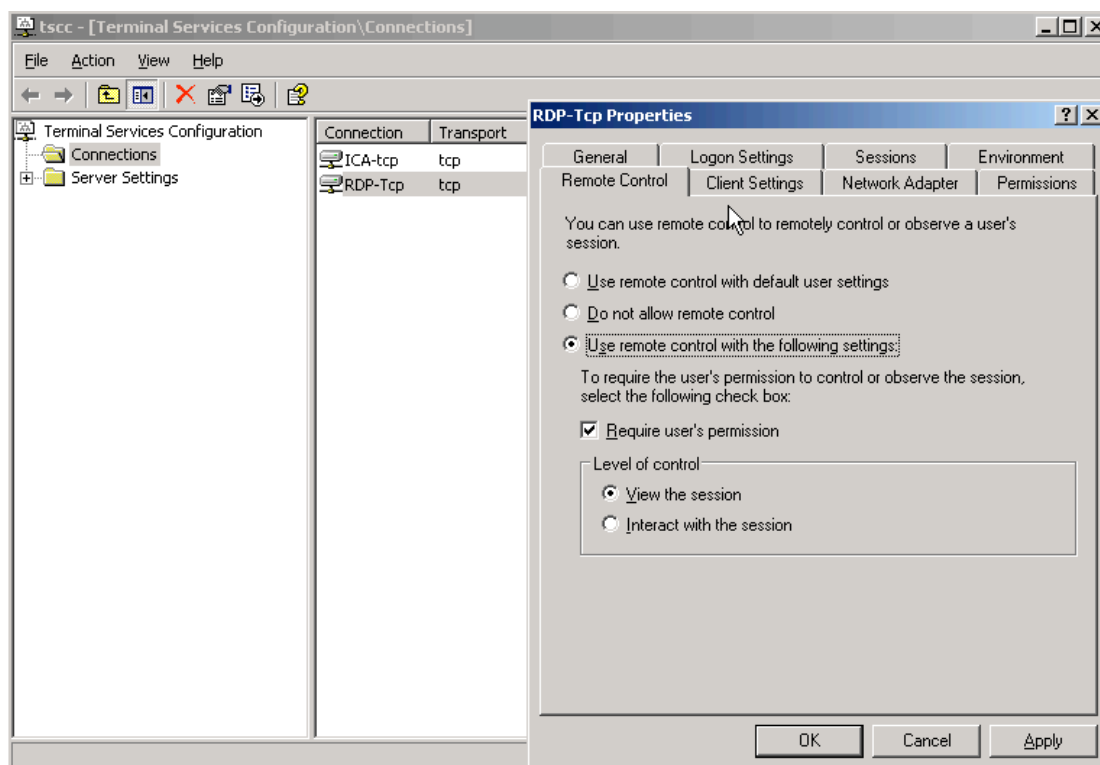 tscc - [Terminal Services Configuration\Connections]
File Action View Help
Terminal Services Configuration
Connections
Server Settings
Connection Transport
ICA-tcp tcp
RDP-Tcp tcp
RDP-Tcp Properties
General Logon Settings Sessions Environment
Remote Control Client Settings Network Adapter Permissions
You can use remote control to remotely control or observe a user's
session.
Use remote control with default user settings
Do not allow remote control
Use remote control with the following settings:
To require the user's permission to control or observe the session,
select the following check box:
Require user's permission
Level of control
View the session
Interact with the session
OK Cancel Apply